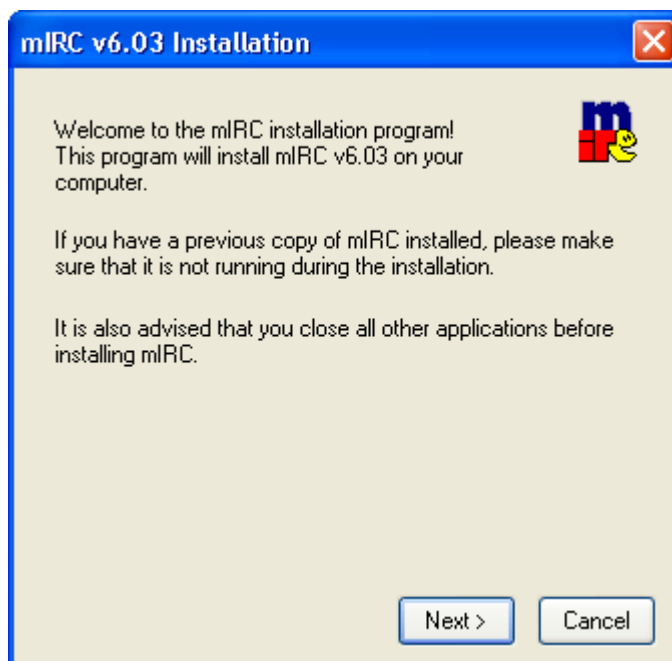 mIRC v6.03 Installation
Welcome to the mIRC installation program!
This program will install mIRC v6.03 on your
computer.
If you have a previous copy of mIRC installed, please make
sure that it is not running during the installation.
It is also advised that you close all other applications before
installing mIRC.
Next >
Cancel